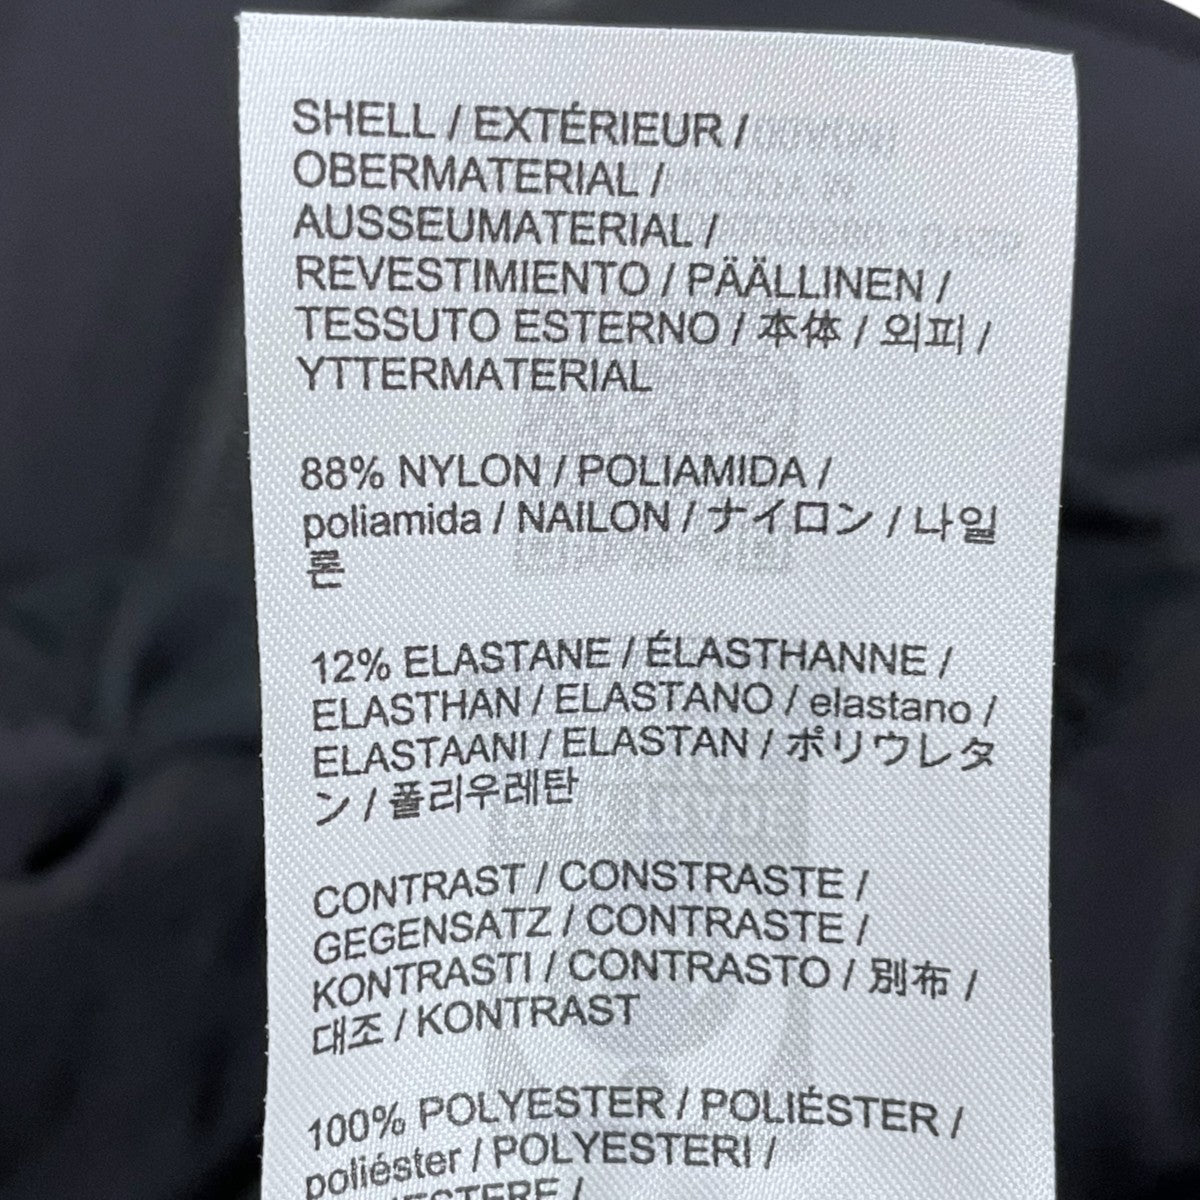 SHELL / EXTÉRIEUR /
OBERMATERIAL /
AUSSEUMATERIAL /
REVESTIMIENTO / PÄÄLLINEN /
TESSUTO ESTERNO / 本体 / 외피 /
YTTERMATERIAL
88% NYLON / POLIAMIDA /
poliamida / NAILON / ナイロン / 나일
론
12% ELASTANE / ÉLASTHANNE /
ELASTHAN / ELASTANO / elastano /
ELASTAANI / ELASTAN / ポリウレタ
ン / 폴리우레탄
CONTRAST / CONSTRASTE /
GEGENSATZ / CONTRASTE /
KONTRASTI / CONTRASTO / 別布 /
대조 / KONTRAST
100% POLYESTER / POLIÉSTER /
poliéster / POLYESTERI /